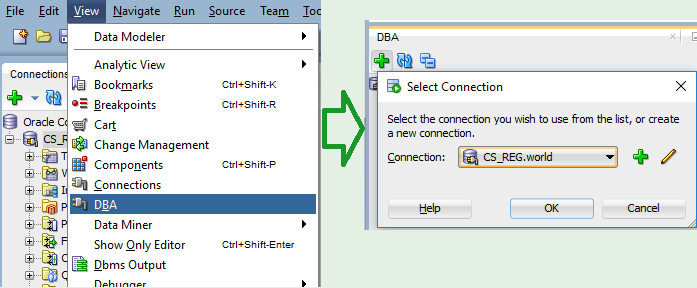 File Edit View Navigate Run Source Team
Data Modeler
Analytic View
Bookmarks Ctrl+Shift-K
Breakpoints Ctrl+Shift-R
Cart
Change Management
Components Ctrl+Shift-P
Connections
DBA
Data Miner
Show Only Editor Ctrl+Shift-Enter
Dbms Output
Debugger
Connections
Oracle Co
CS_R
DBA
Select Connection
Select the connection you wish to use from the list, or create
a new connection.
Connection: CS_REG.world
Help OK Cancel